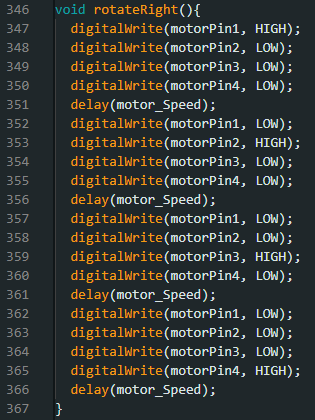 346 void rotateRight(){
347 digitalWrite(motorPin1, HIGH);
348 digitalWrite(motorPin2, LOW);
349 digitalWrite(motorPin3, LOW);
350 digitalWrite(motorPin4, LOW);
351 delay(motor_Speed);
352 digitalWrite(motorPin1, LOW);
353 digitalWrite(motorPin2, HIGH);
354 digitalWrite(motorPin3, LOW);
355 digitalWrite(motorPin4, LOW);
356 delay(motor_Speed);
357 digitalWrite(motorPin1, LOW);
358 digitalWrite(motorPin2, LOW);
359 digitalWrite(motorPin3, HIGH);
360 digitalWrite(motorPin4, LOW);
361 delay(motor_Speed);
362 digitalWrite(motorPin1, LOW);
363 digitalWrite(motorPin2, LOW);
364 digitalWrite(motorPin3, LOW);
365 digitalWrite(motorPin4, HIGH);
366 delay(motor_Speed);
367 }